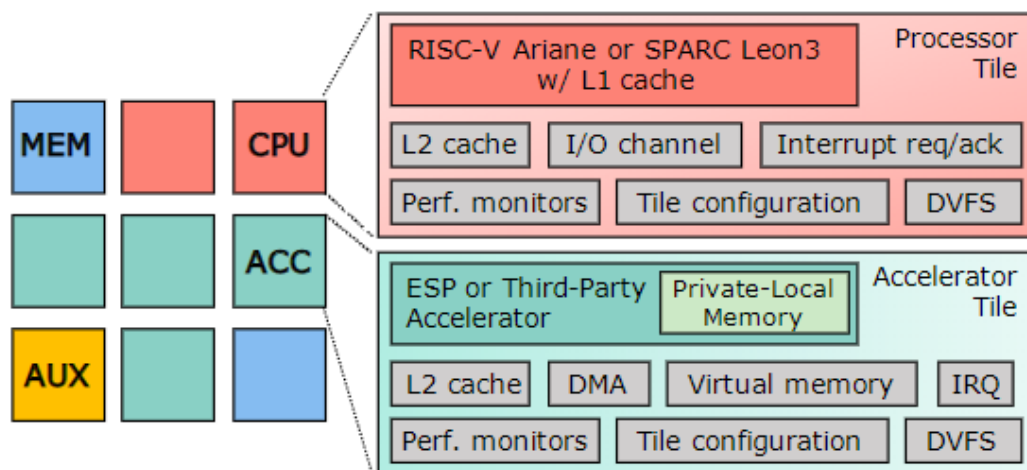 MEM
CPU
ACC
AUX
RISC-V Ariane or SPARC Leon3
w/ L1 cache
Processor
Tile
L2 cache
I/O channel
Interrupt req/ack
Perf. monitors
Tile configuration
DVFS
ESP or Third-Party
Accelerator
Private-Local
Memory
Accelerator
Tile
L2 cache
DMA
Virtual memory
IRQ
Perf. monitors
Tile configuration
DVFS